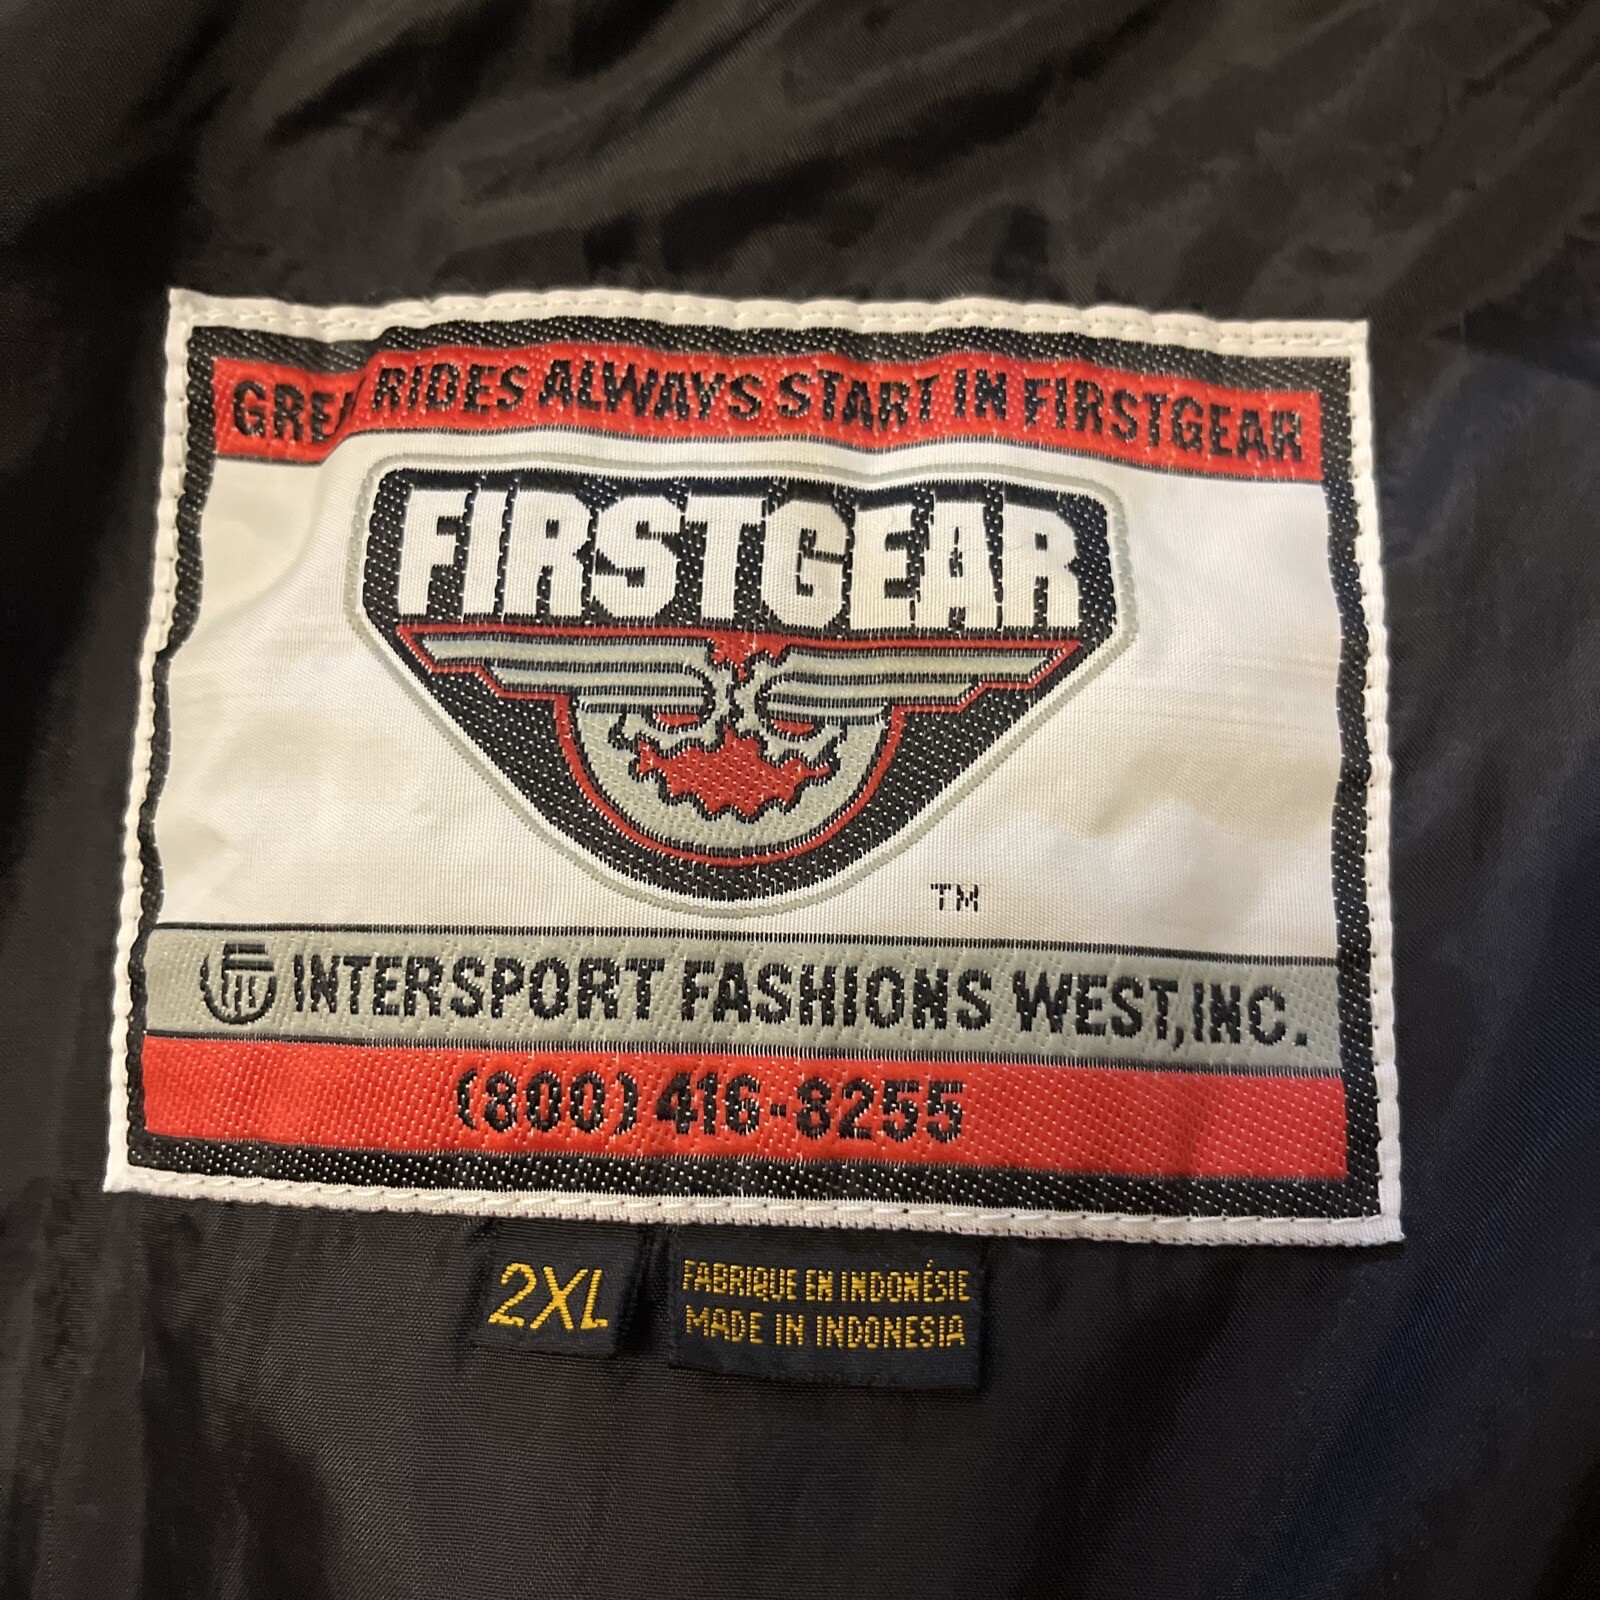 GREAT RIDES ALWAYS START IN FIRSTGEAR
FIRSTGEAR
TM
INTERSPORT FASHIONS WEST, INC.
(800) 416-8255
2XL
FABRIQUE EN INDONÉSIE
MADE IN INDONESIA